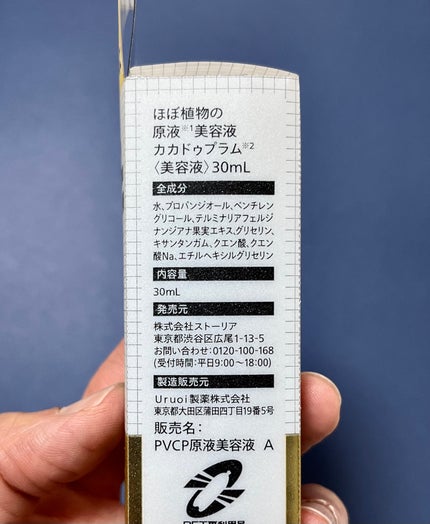 ほぼ植物の
原液※1美容液
カカドゥプラム※2
〈美容液〉30mL
全成分
水、プロパンジオール、ペンチレン
グリコール、テルミナリアフェルジ
ナンジアナ果実エキス、グリセリン、
キサンタンガム、クエン酸、クエン
酸Na、エチルヘキシルグリセリン
内容量
30mL
発売元
株式会社ストーリア
東京都渋谷区広尾1-13-5
お問い合わせ:0120-100-168
(受付時間:平日9:00〜18:00)
製造販売元
Uruoi製薬株式会社
東京都大田区蒲田四丁目19番5号
販売名:
PVCP原液美容液 A